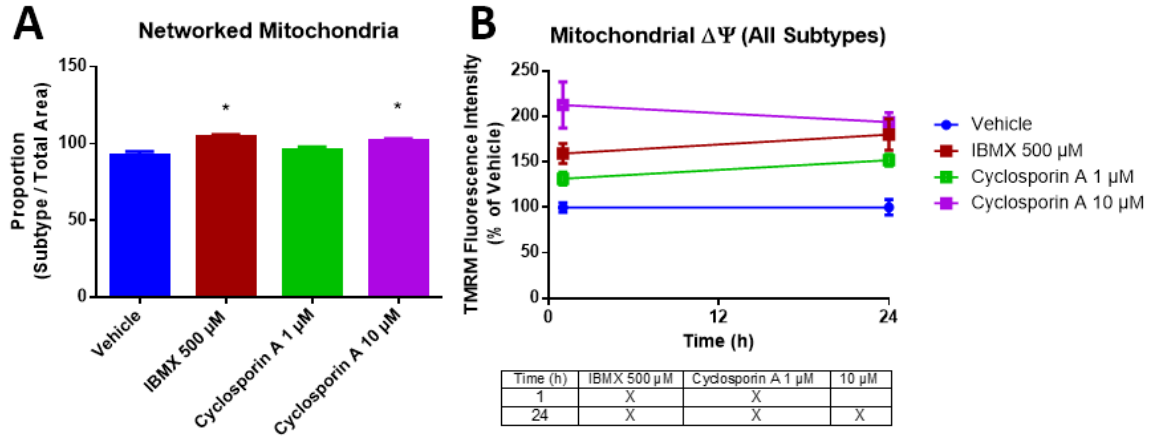 A
Networked Mitochondria
Proportion
(Subtype / Total Area)
150
100
50
0
*
*
Vehicle
IBMX 500 µM
Cyclosporin A 1 µM
Cyclosporin A 10 µM
B
Mitochondrial ΔΨ (All Subtypes)
TMRM Fluorescence Intensity
(% of Vehicle)
250
200
150
100
50
0
0 12 24
Time (h)
Vehicle
IBMX 500 µM
Cyclosporin A 1 µM
Cyclosporin A 10 µM
Time (h) IBMX 500 µM Cyclosporin A 1 µM 10 µM
1 X X
24 X X X